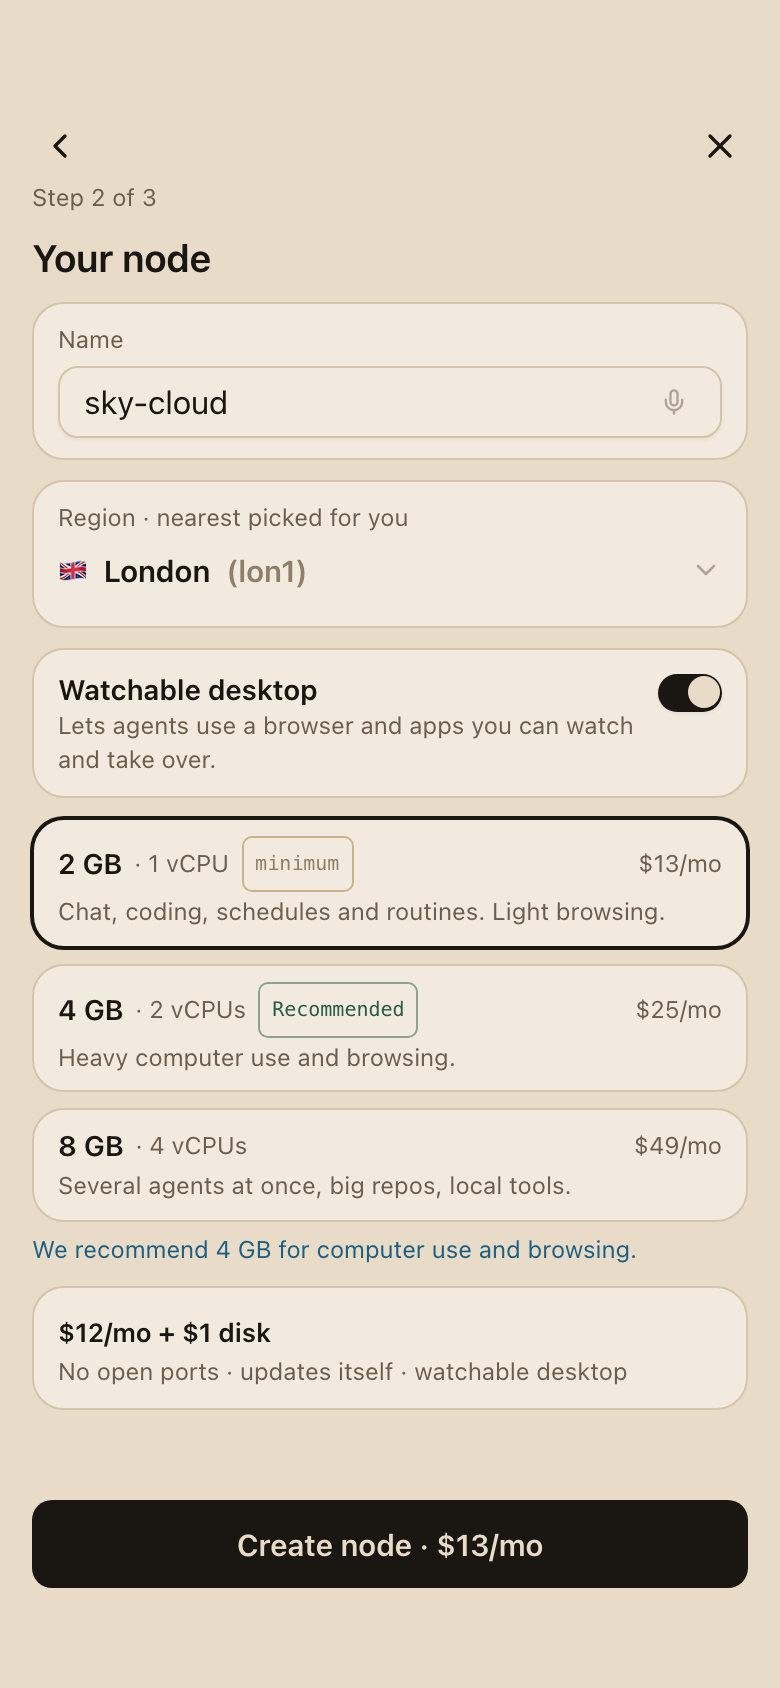 Step 2 of 3
Your node
Name
sky-cloud
Region · nearest picked for you
London (lon1)
Watchable desktop
Lets agents use a browser and apps you can watch
and take over.
2 GB · 1 vCPU minimum $13/mo
Chat, coding, schedules and routines. Light browsing.
4 GB · 2 vCPUs Recommended $25/mo
Heavy computer use and browsing.
8 GB · 4 vCPUs $49/mo
Several agents at once, big repos, local tools.
We recommend 4 GB for computer use and browsing.
$12/mo + $1 disk
No open ports · updates itself · watchable desktop
Create node · $13/mo